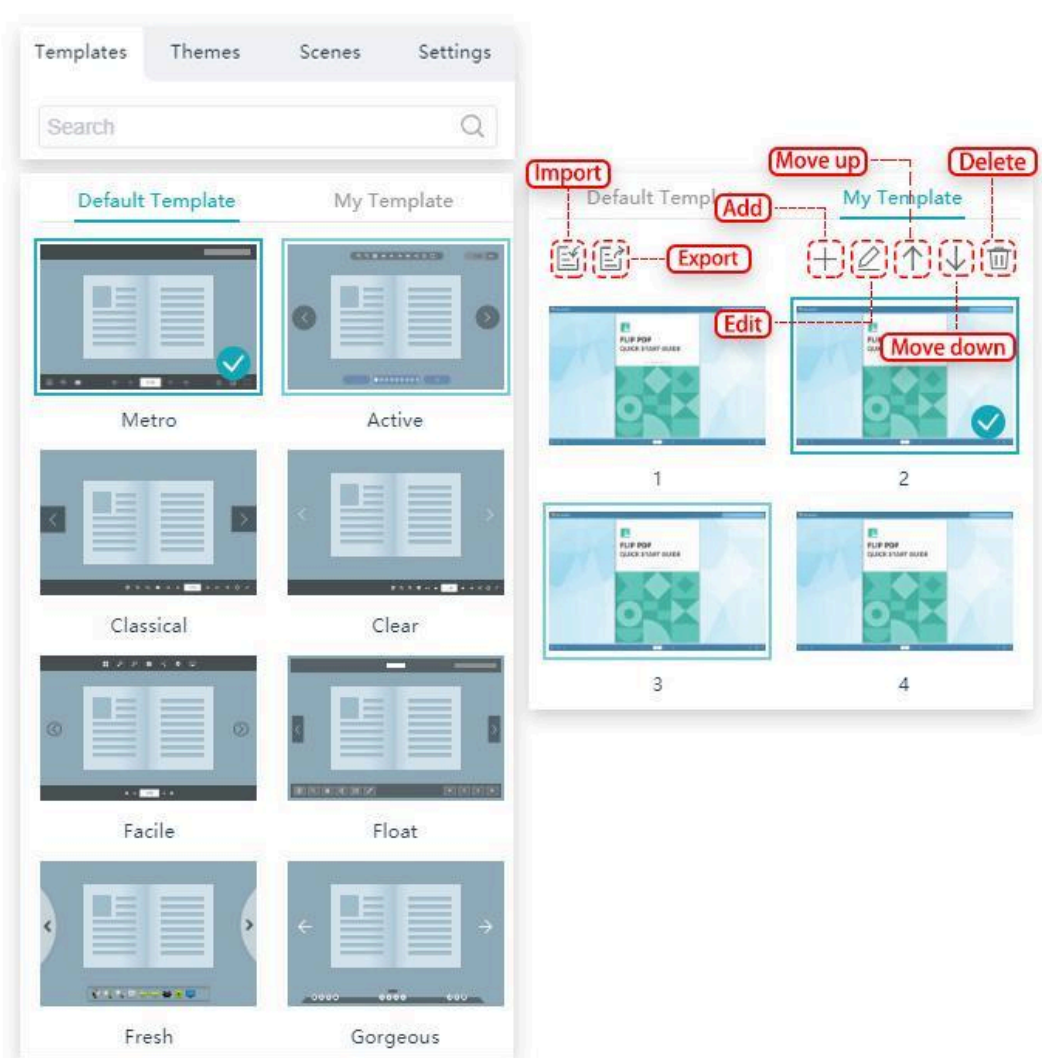 Templates Themes Scenes Settings
Search
Default Template My Template
Metro Active
Classical Clear
Facile Float
Fresh Gorgeous
Import Move up Delete
Default Templ My Template
Add
Export
Edit
Move down
FLIP PDF
QUICK START GUIDE
FLIP PDF
QUICK START GUIDE
1 2
FLIP PDF
QUICK START GUIDE
FLIP PDF
QUICK START GUIDE
3 4